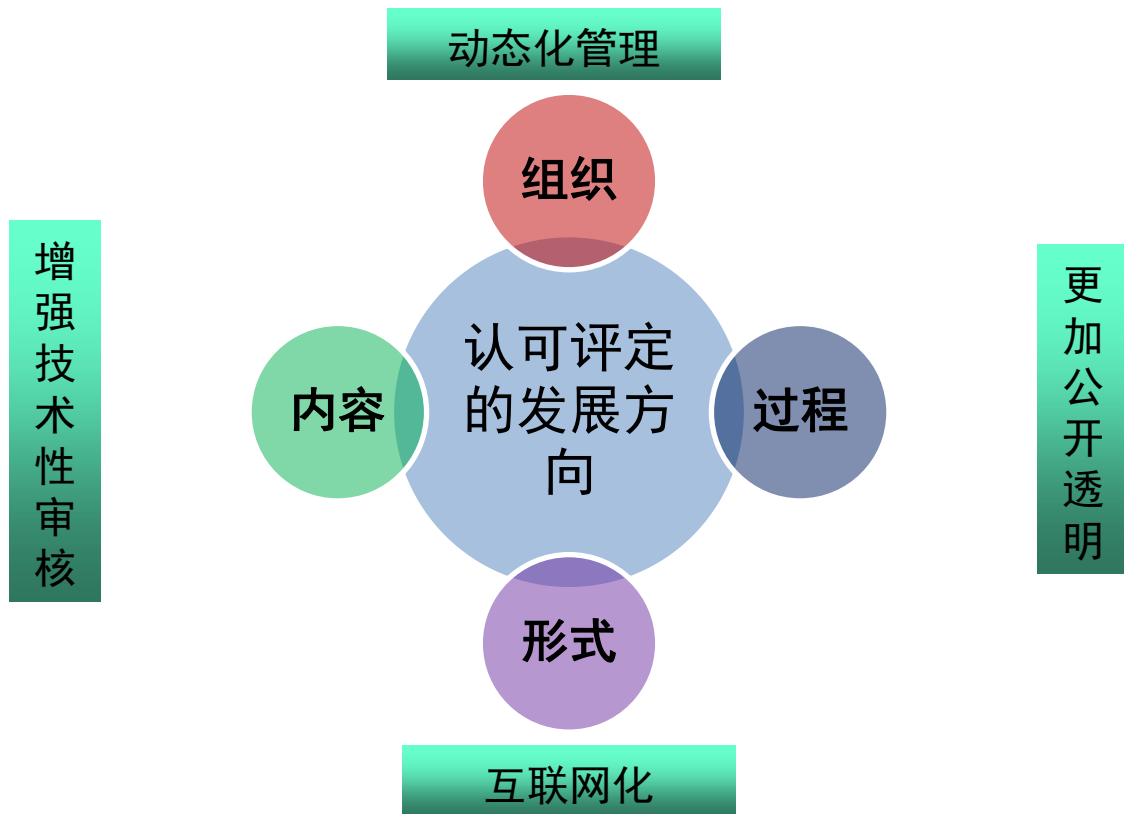 动态化管理
组织
增强技术性审核
内容
认可评定
的发展方
向
过程
更加公开透明
形式
互联网化